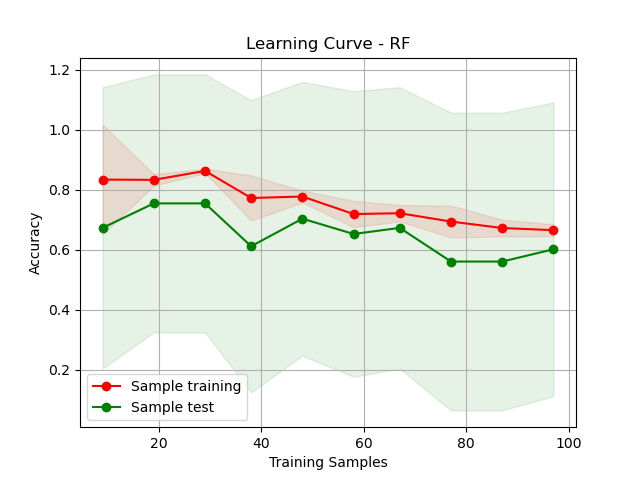 Learning Curve - RF
1.2
1.0
0.8
0.6
0.4
0.2
Accuracy
Sample training
Sample test
20
40
60
80
100
Training Samples